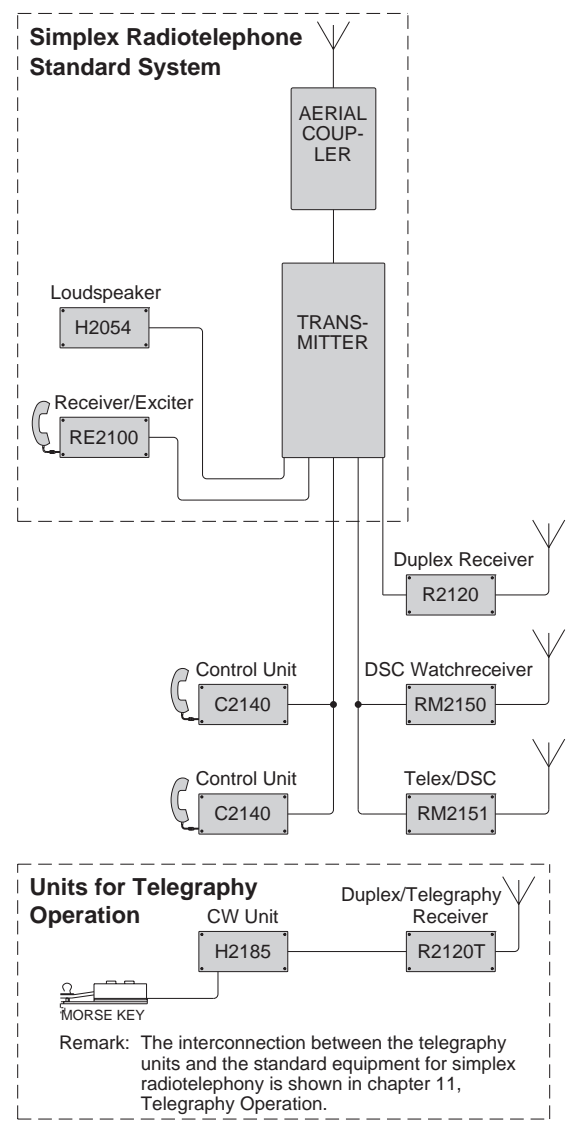 Simplex Radiotelephone
Standard System
AERIAL
COUP-
LER
TRANS-
MITTER
Loudspeaker
H2054
Receiver/Exciter
RE2100
Duplex Receiver
R2120
Control Unit
C2140
DSC Watchreceiver
RM2150
Control Unit
C2140
Telex/DSC
RM2151
Units for Telegraphy
Operation
CW Unit
H2185
Duplex/Telegraphy
Receiver
R2120T
MORSE KEY
Remark: The interconnection between the telegraphy
units and the standard equipment for simplex
radiotelephony is shown in chapter 11,
Telegraphy Operation.